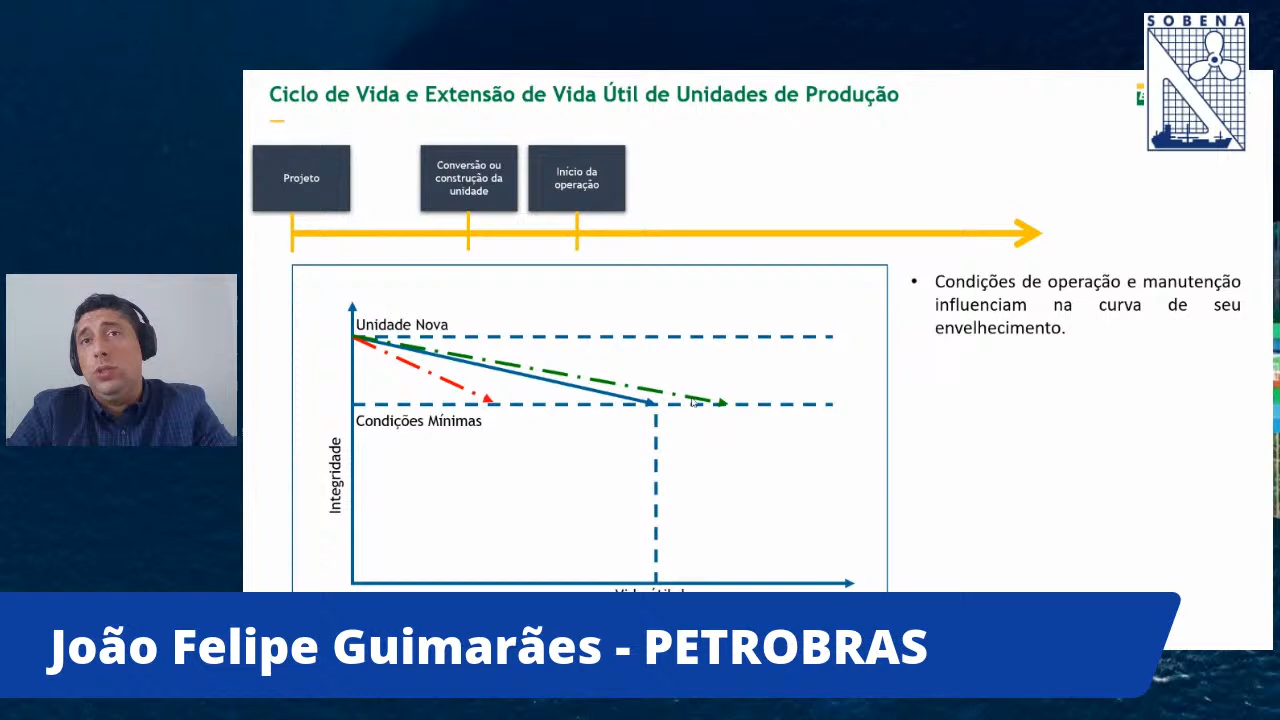 SOBENA
Ciclo de Vida e Extensão de Vida Útil de Unidades de Produção
Projeto
Conversão ou
construção da
unidade
Início da
operação
Condições de operação e manutenção
influenciam na curva de seu
envelhecimento.
Unidade Nova
Condições Mínimas
Integridade
João Felipe Guimarães - PETROBRAS